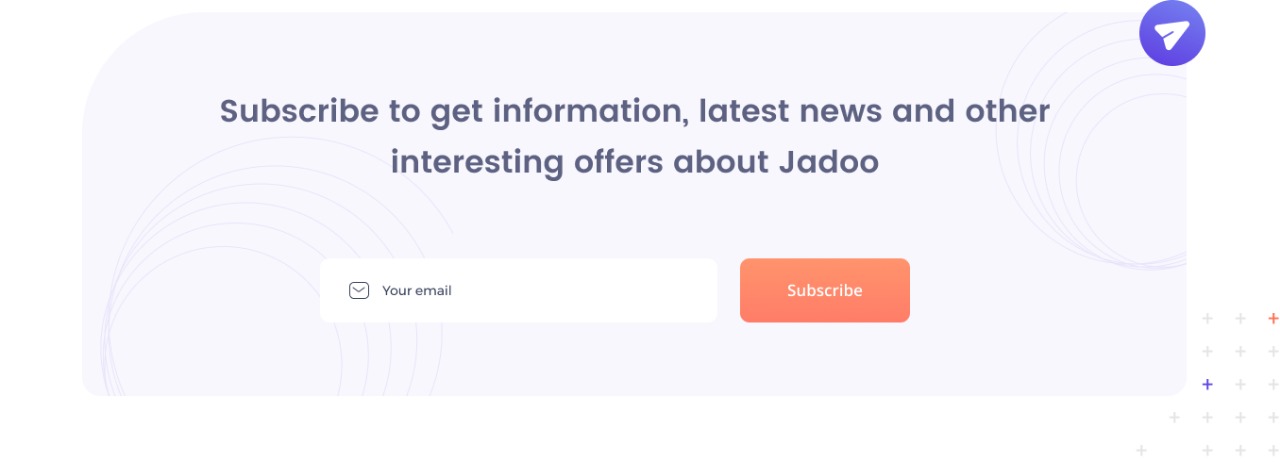 Subscribe to get information, latest news and other
interesting offers about Jadoo
Your email
Subscribe